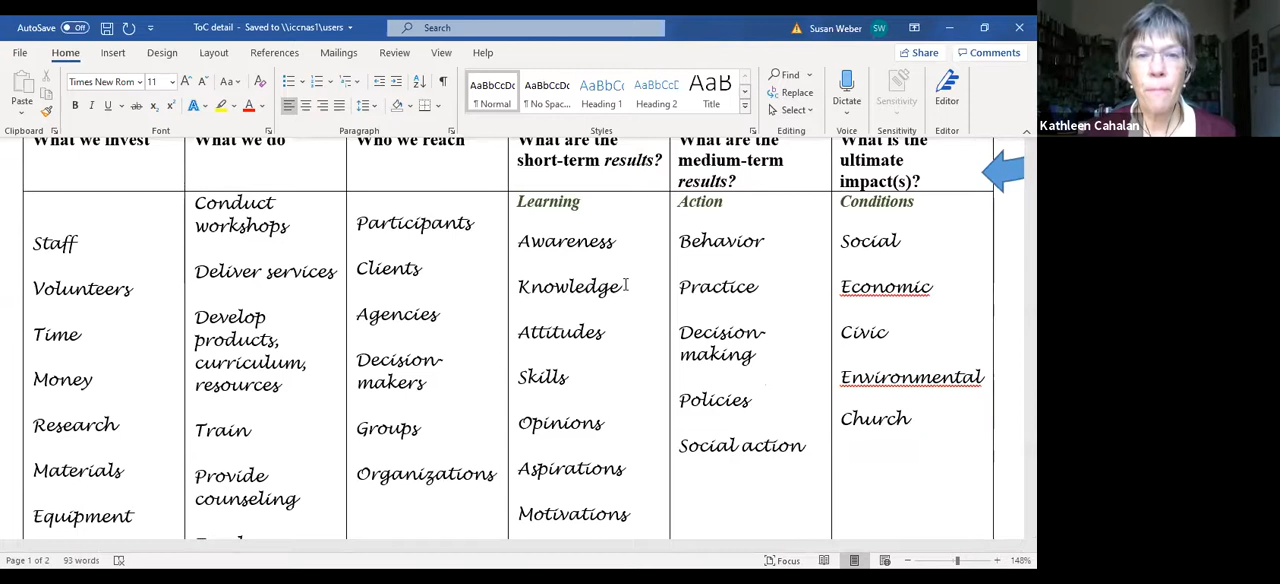 AutoSave Off ToC detail - Saved to \\iccnas1\users Search Susan Weber SW
File Home Insert Design Layout References Mailings Review View Help Share Comments
Paste Times New Rom 11 Aa AaBbCcDc AaBbCcDc AaBbCc AaBbCcD AaB Find Dictate Sensitivity Editor
Replace
B I U ab ¶ Normal ¶ No Spac... Heading 1 Heading 2 Title Select
Clipboard Font Paragraph Styles Editing Voice Sensitivity Editor
Kathleen Cahalan
What we invest
What we do
Who we reach
What are the
short-term results?
What are the
medium-term
results?
What is the
ultimate
impact(s)?
Staff
Volunteers
Time
Money
Research
Materials
Equipment
Conduct
workshops
Deliver services
Develop
products,
curriculum,
resources
Train
Provide
counseling
Participants
Clients
Agencies
Decision-
makers
Groups
Organizations
Learning
Awareness
Knowledge
Attitudes
Skills
Opinions
Aspirations
Motivations
Action
Behavior
Practice
Decision-
making
Policies
Social action
Conditions
Social
Economic
Civic
Environmental
Church
Page 1 of 2 93 words Focus 148%